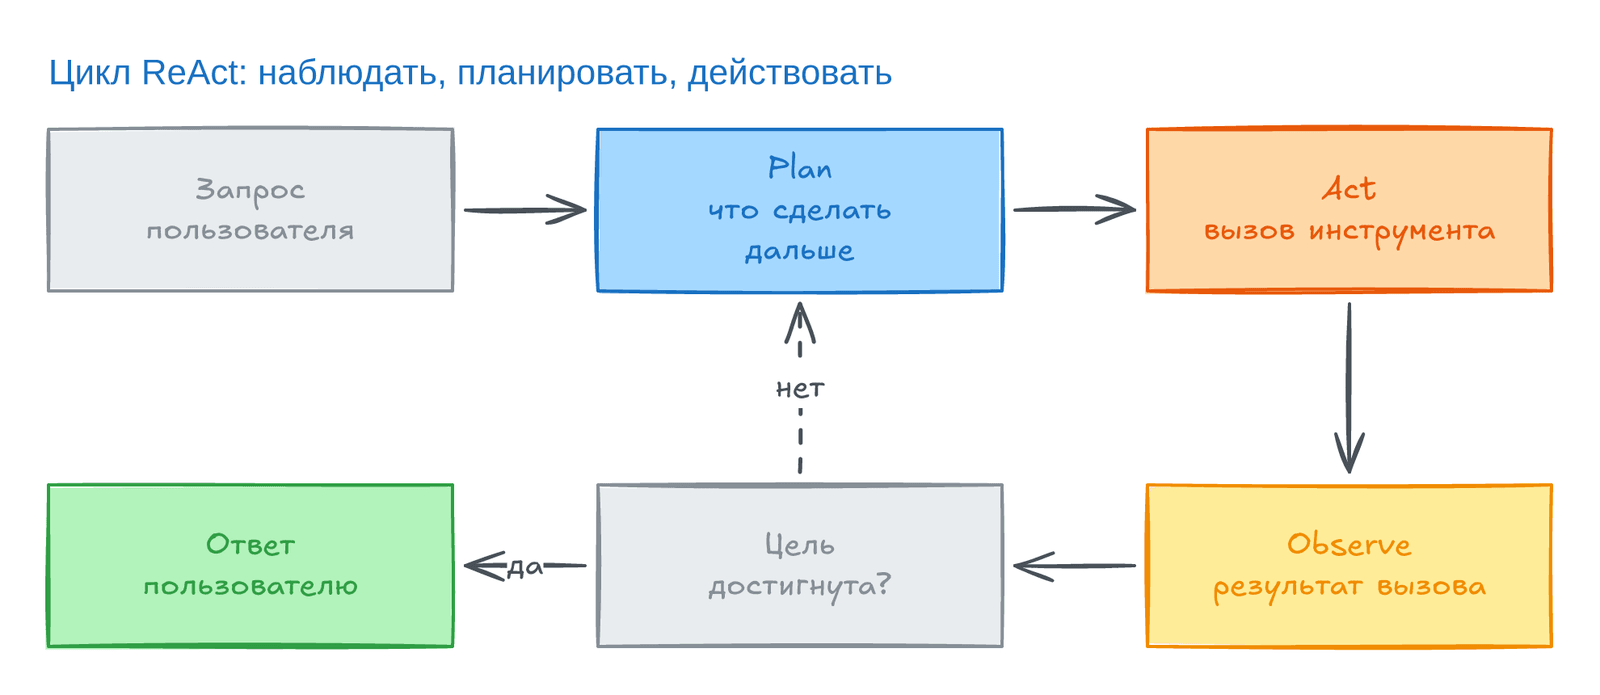 Цикл ReAct: наблюдать, планировать, действовать
Запрос
пользователя
Plan
что сделать
дальше
Act
вызов инструмента
нет
Ответ
пользователю
да
Цель
достигнута?
Observe
результат вызова